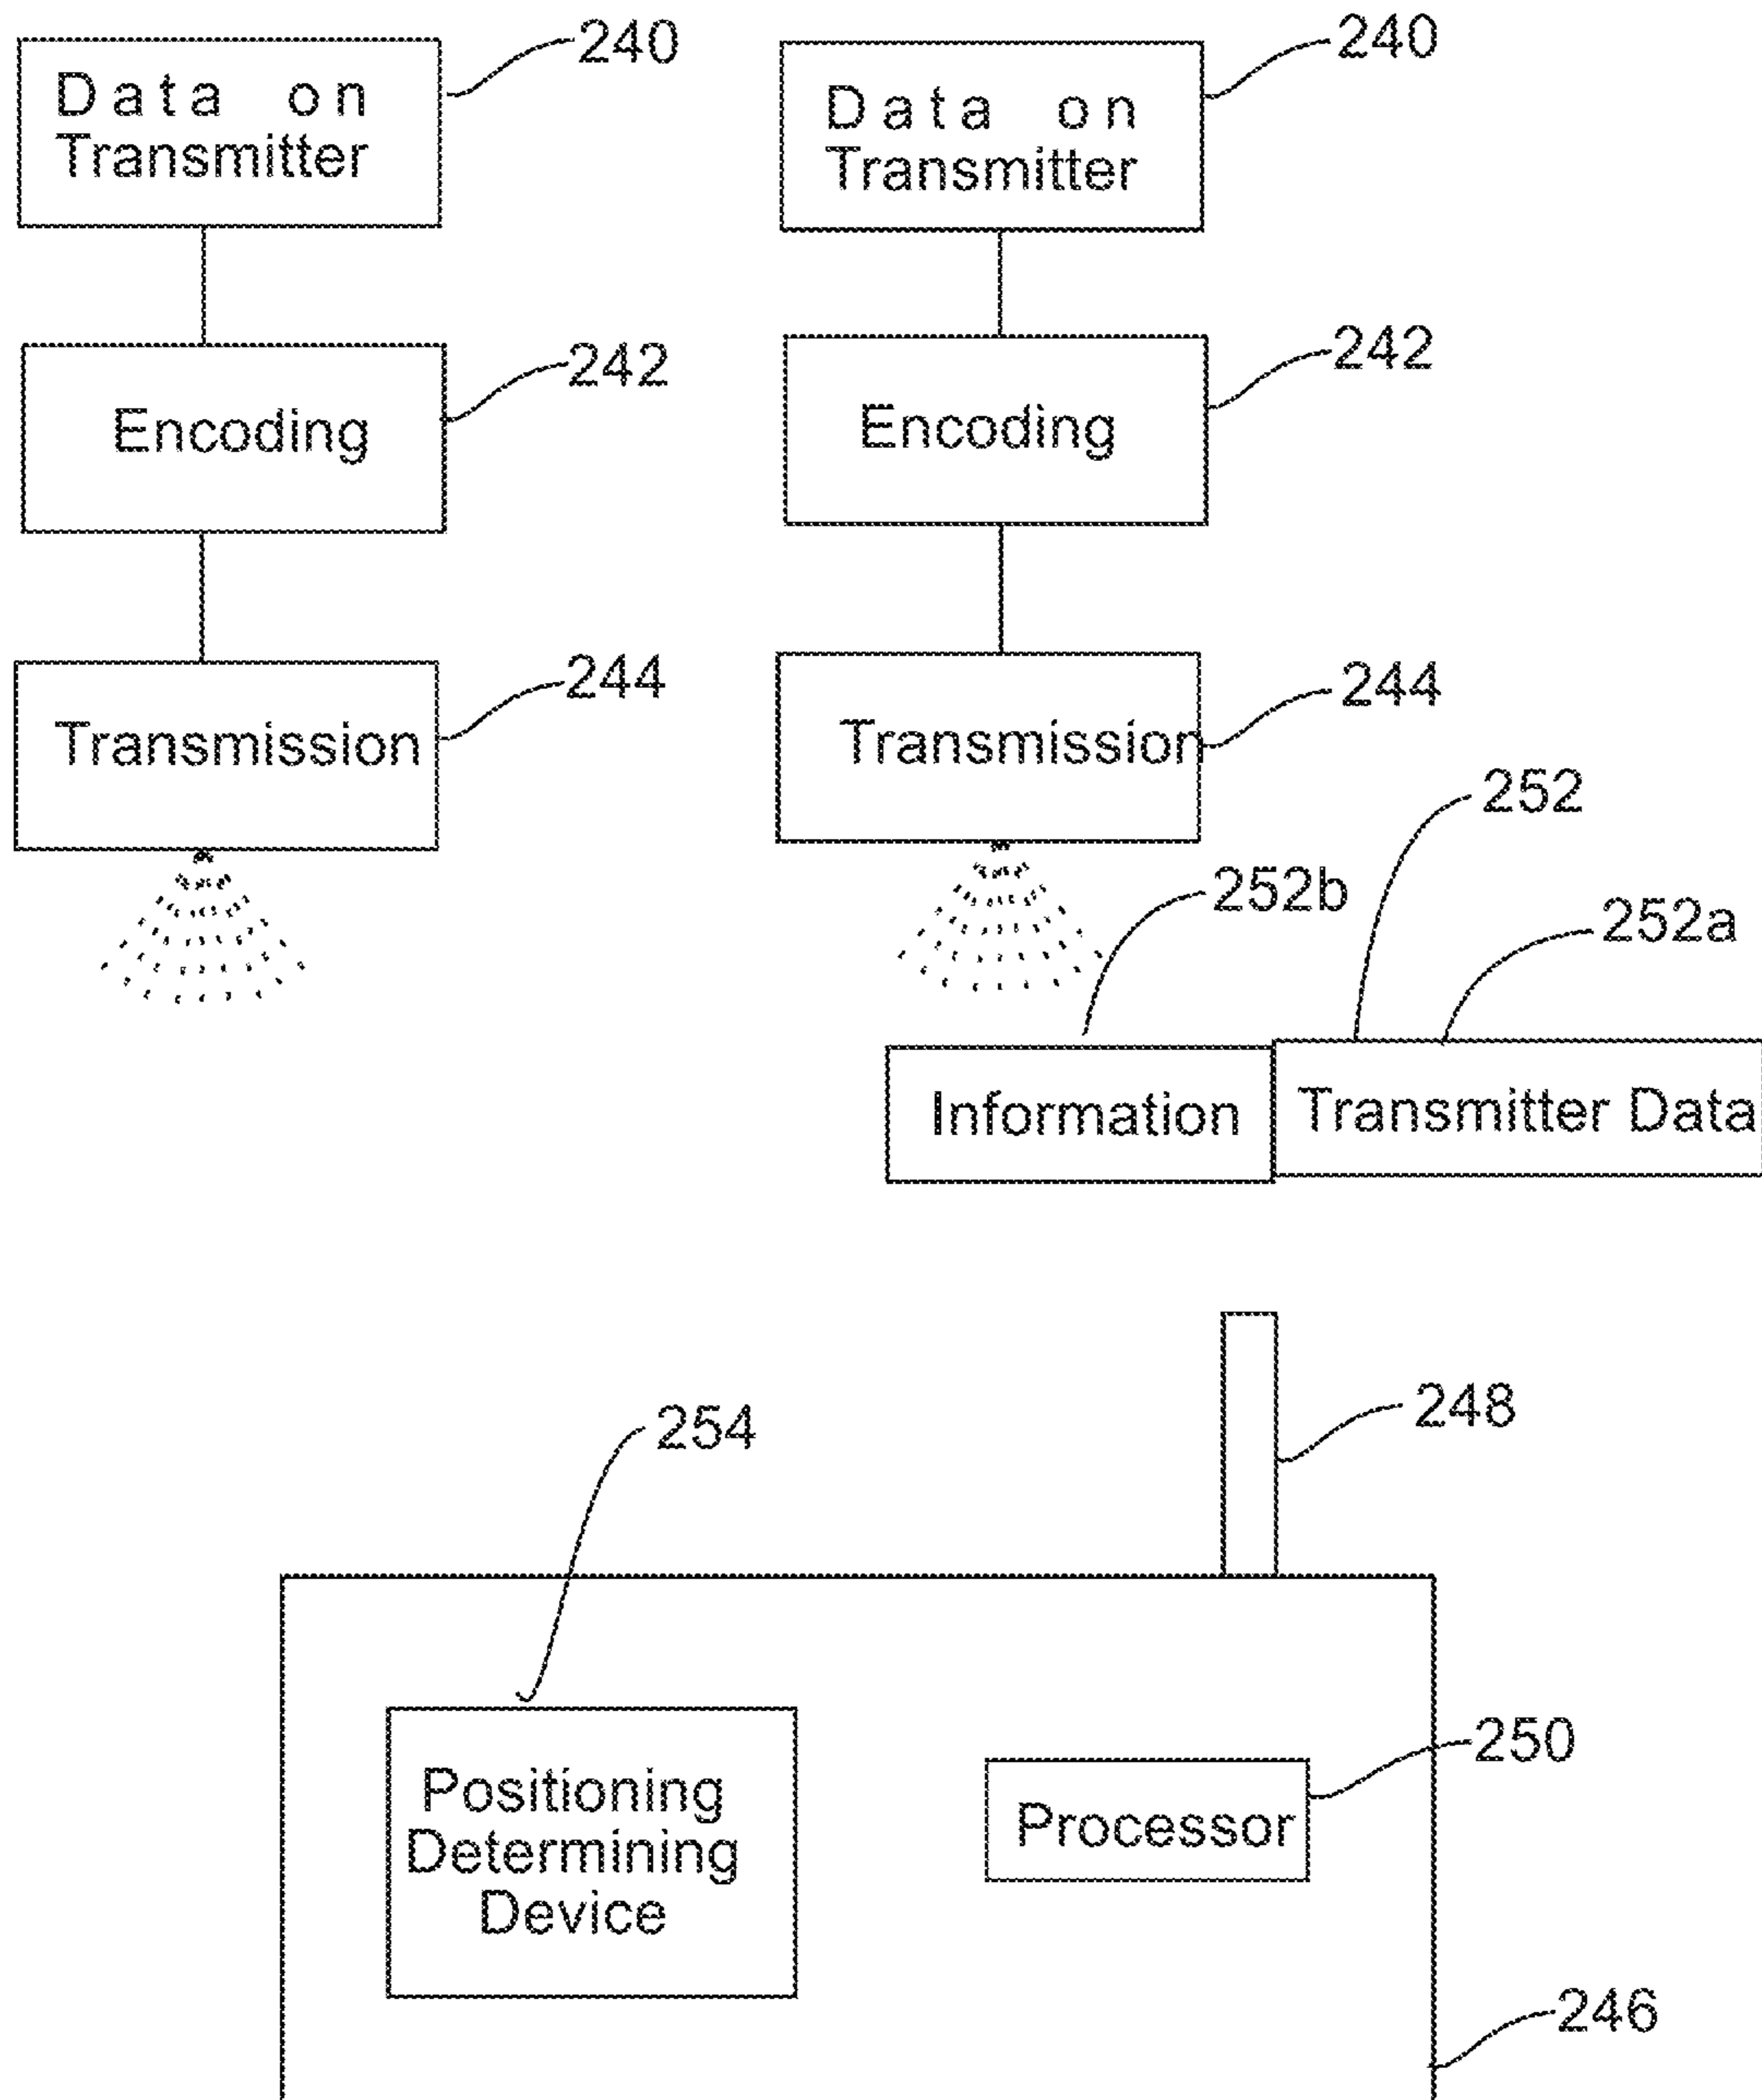 240
240
Data on
Transmitter
Data on
Transmitter
242
242
Encoding
Encoding
244
244
Transmission
Transmission
252
252b
252a
Information
Transmitter Data
248
254
250
Positioning
Determining
Device
Processor
246